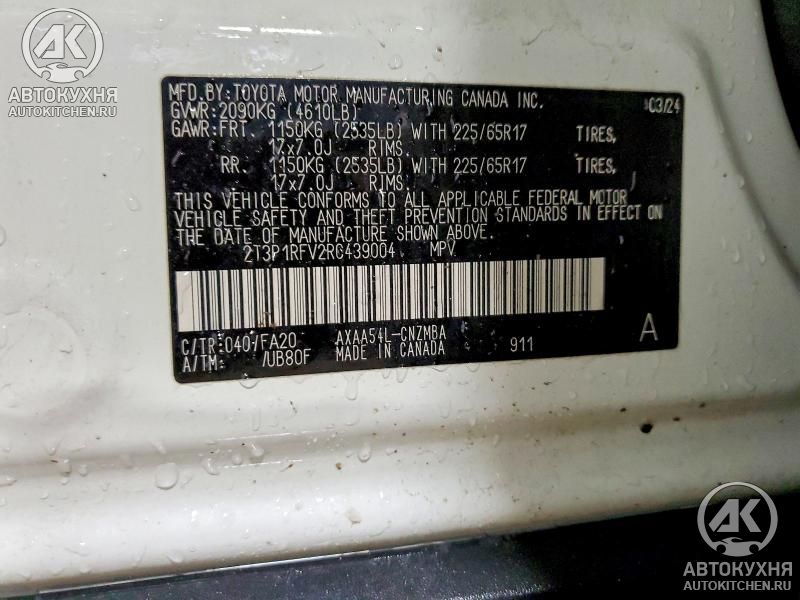 АК
АВТОКУХНЯ
AUTOKITCHEN.RU
MFD.BY:TOYOTA MOTOR MANUFACTURING CANADA INC. 03/24
GVWR:2090KG (4610LB)
GAWR:FRT. 1150KG (2535LB) WITH 225/65R17 TIRES,
17x7.0J RIMS.
RR. 1150KG (2535LB) WITH 225/65R17 TIRES,
17x7.0J RIMS.
THIS VEHICLE CONFORMS TO ALL APPLICABLE FEDERAL MOTOR
VEHICLE SAFETY AND THEFT PREVENTION STANDARDS IN EFFECT ON
THE DATE OF MANUFACTURE SHOWN ABOVE.
2T3P1RFV2RC439004 MPV
C/TR:040/FA20 AXAA54L-CNZMBA A
A/TM: /UB80F MADE IN CANADA 911
АК
АВТОКУХНЯ
AUTOKITCHEN.RU